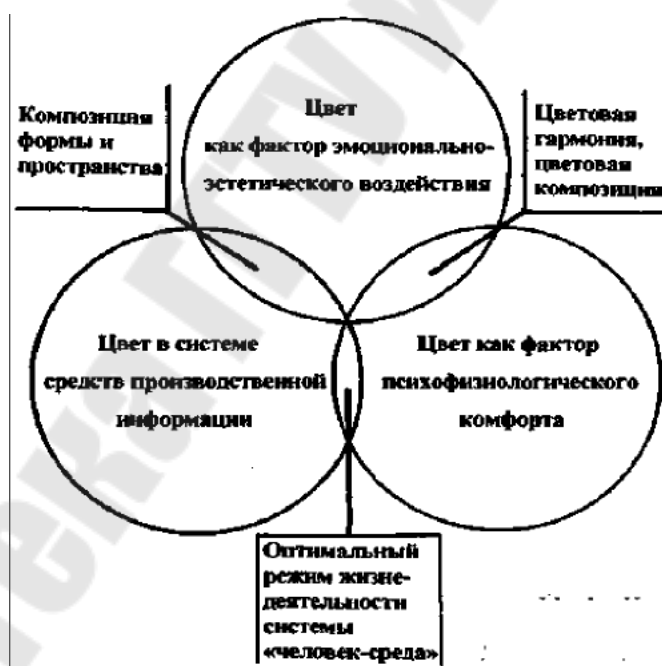 Цвет
как фактор эмоционально-
эстетического воздействия
Композиция
формы и
пространства
Цветовая
гармония,
цветовая
композиция
Цвет в системе
средств производственной
информации
Цвет как фактор
психофизиологического
комфорта
Оптимальный
режим жизне-
деятельности
системы
«человек-среда»